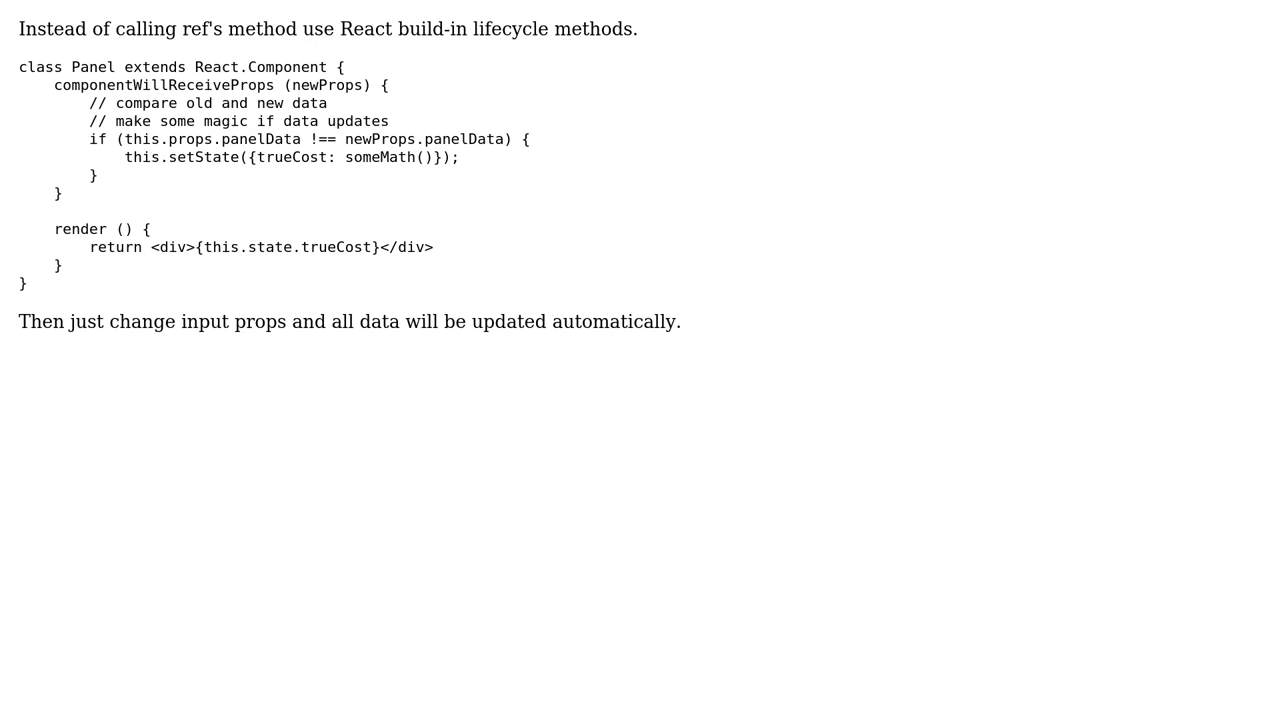 Instead of calling ref's method use React build-in lifecycle methods.
class Panel extends React.Component {
    componentWillReceiveProps (newProps) {
        // compare old and new data
        // make some magic if data updates
        if (this.props.panelData !== newProps.panelData) {
            this.setState({trueCost: someMath()});
        }
    }

    render () {
        return <div>{this.state.trueCost}</div>
    }
}
Then just change input props and all data will be updated automatically.